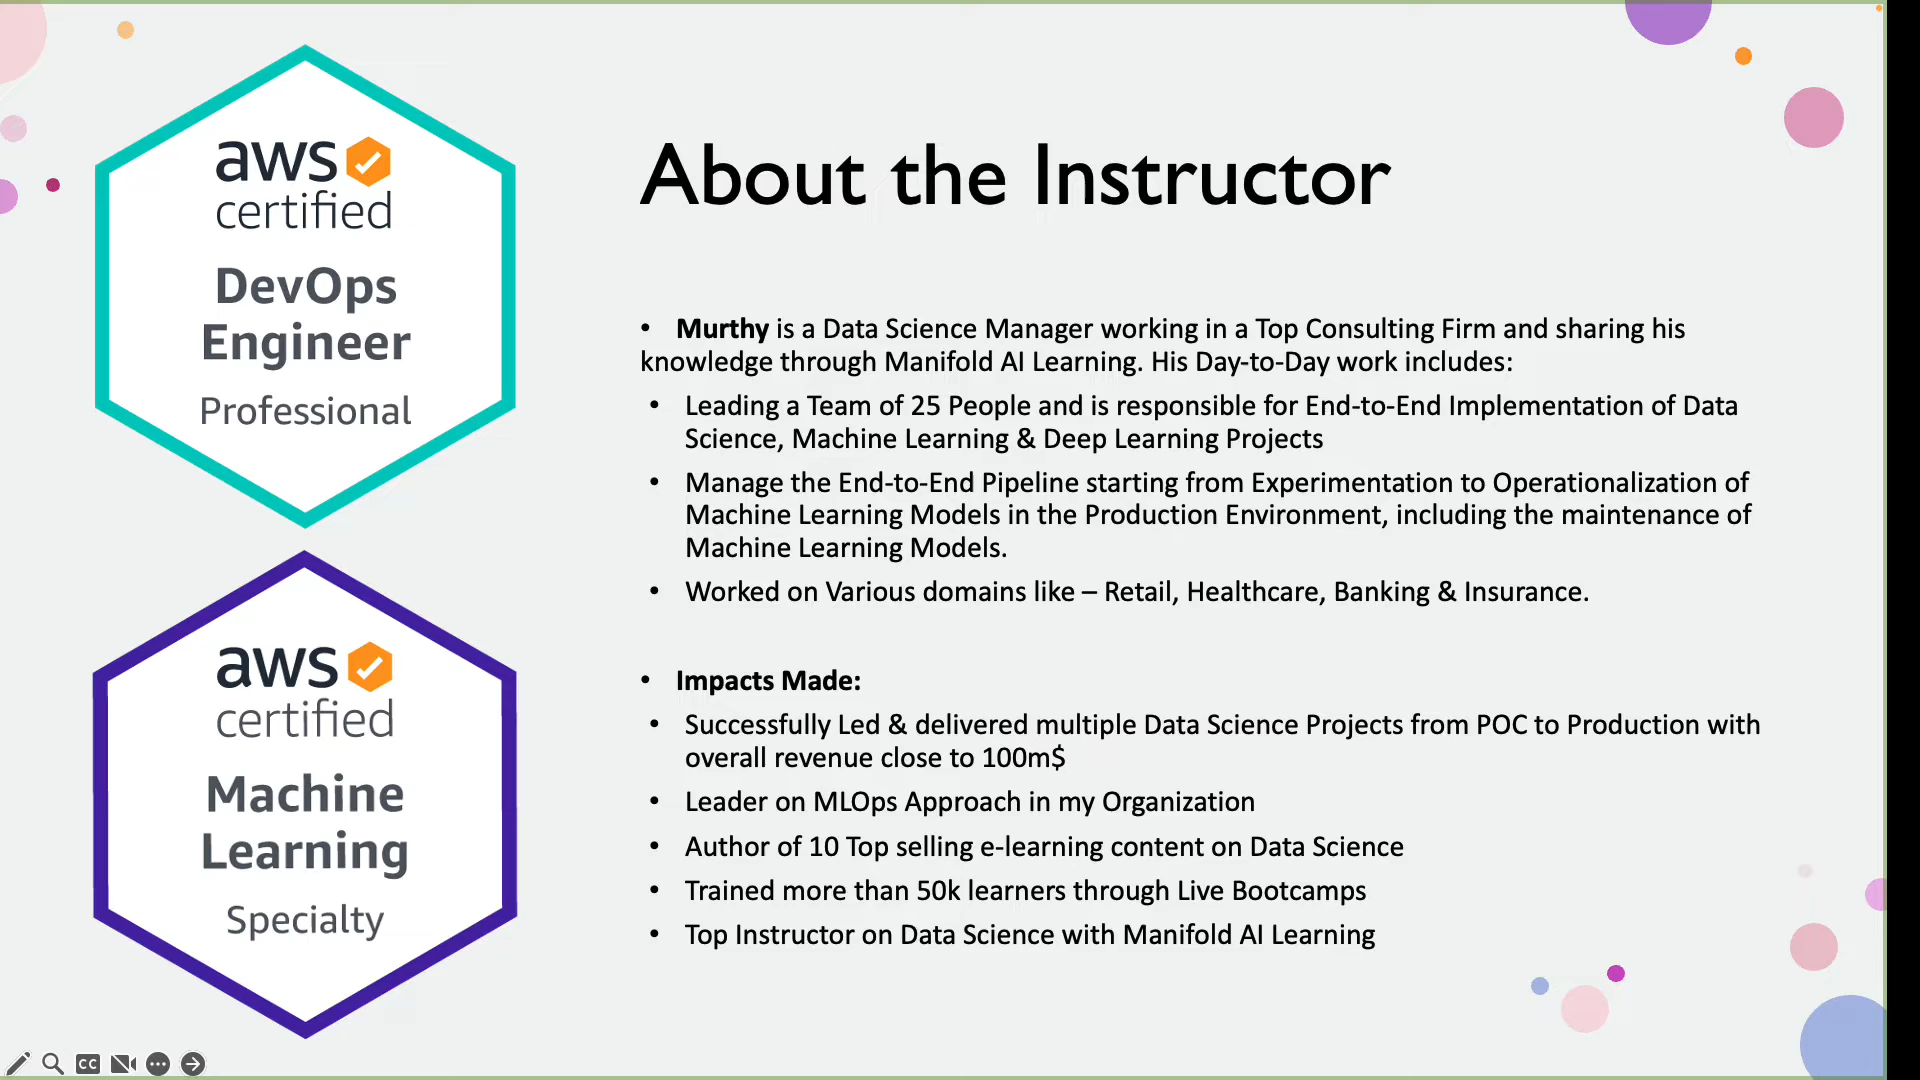 aws
certified
DevOps
Engineer
Professional
aws
certified
Machine
Learning
Specialty
About the Instructor
• Murthy is a Data Science Manager working in a Top Consulting Firm and sharing his
knowledge through Manifold AI Learning. His Day-to-Day work includes:
• Leading a Team of 25 People and is responsible for End-to-End Implementation of Data
Science, Machine Learning & Deep Learning Projects
• Manage the End-to-End Pipeline starting from Experimentation to Operationalization of
Machine Learning Models in the Production Environment, including the maintenance of
Machine Learning Models.
• Worked on Various domains like – Retail, Healthcare, Banking & Insurance.
• Impacts Made:
• Successfully Led & delivered multiple Data Science Projects from POC to Production with
overall revenue close to 100m$
• Leader on MLOps Approach in my Organization
• Author of 10 Top selling e-learning content on Data Science
• Trained more than 50k learners through Live Bootcamps
• Top Instructor on Data Science with Manifold AI Learning
CC